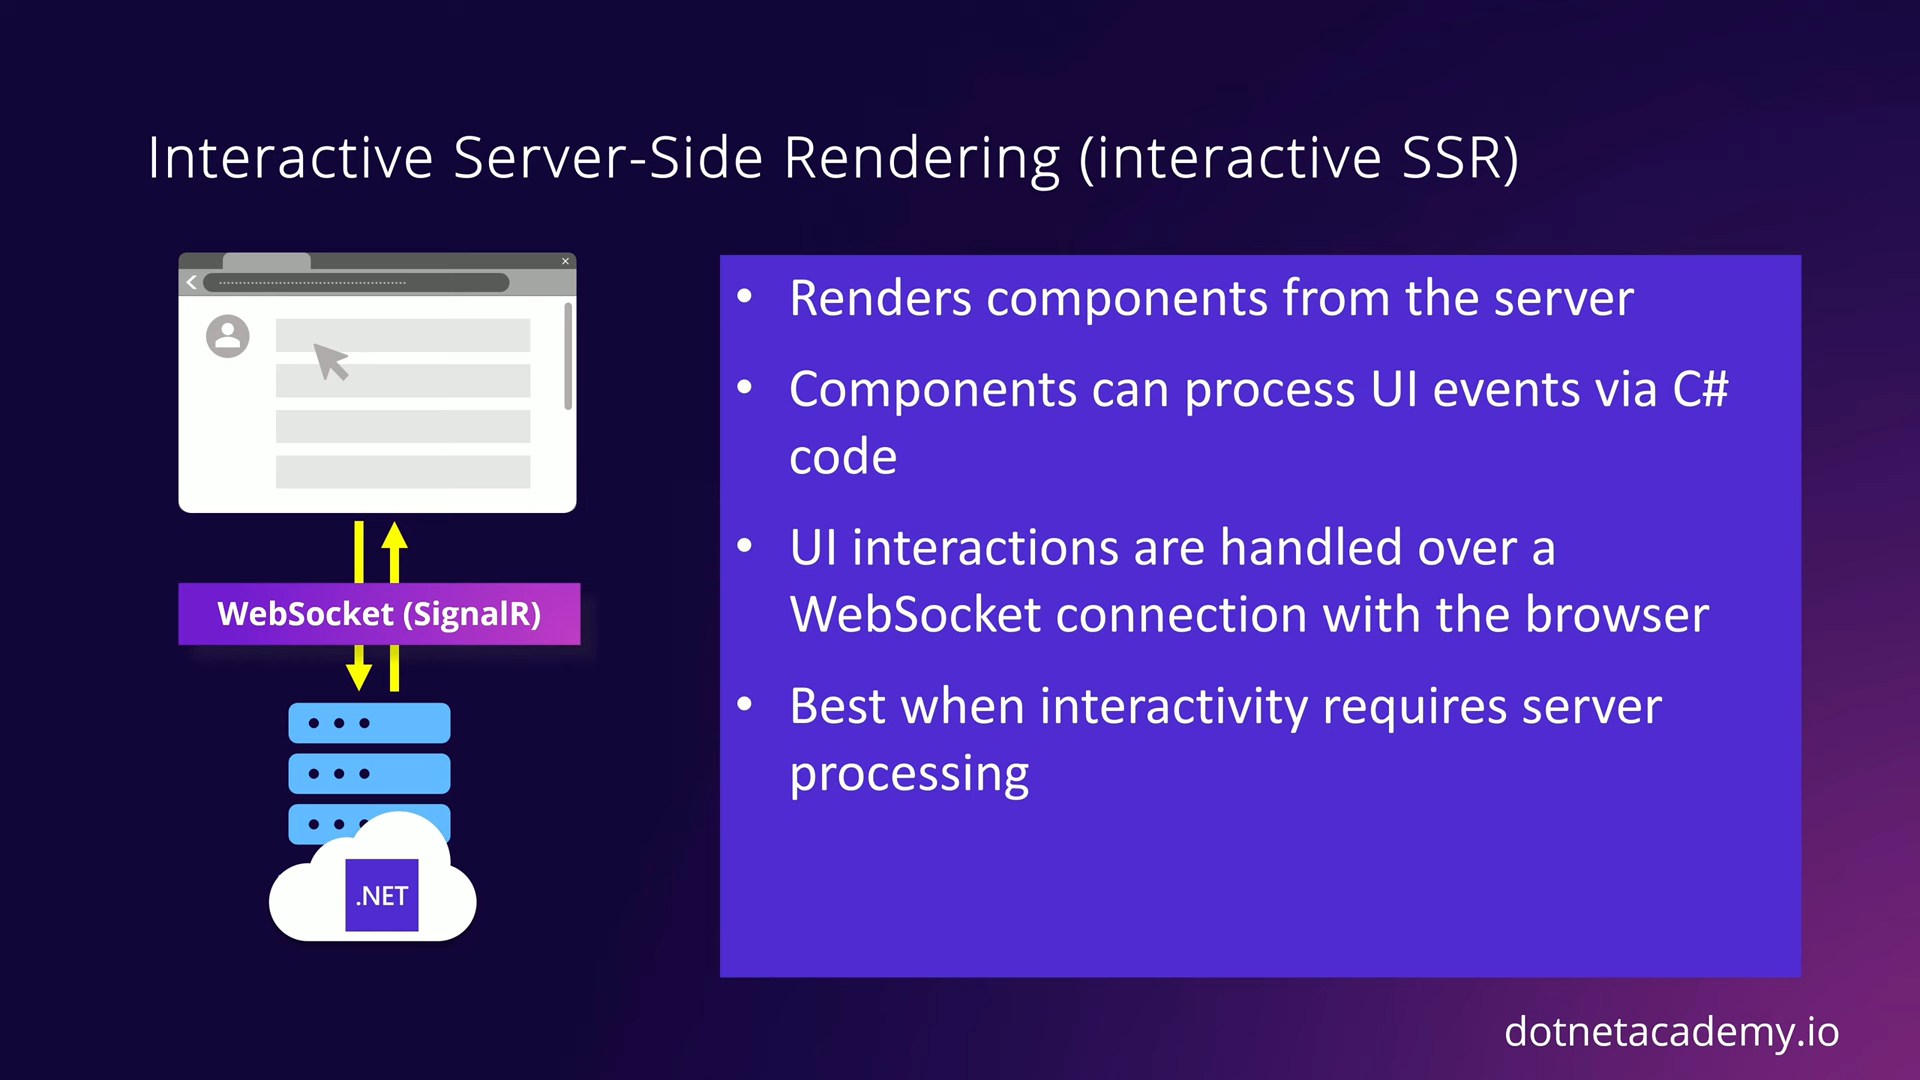 Interactive Server-Side Rendering (interactive SSR)
WebSocket (SignalR)
.NET
• Renders components from the server
• Components can process UI events via C#
code
• UI interactions are handled over a
WebSocket connection with the browser
• Best when interactivity requires server
processing
dotnetacademy.io